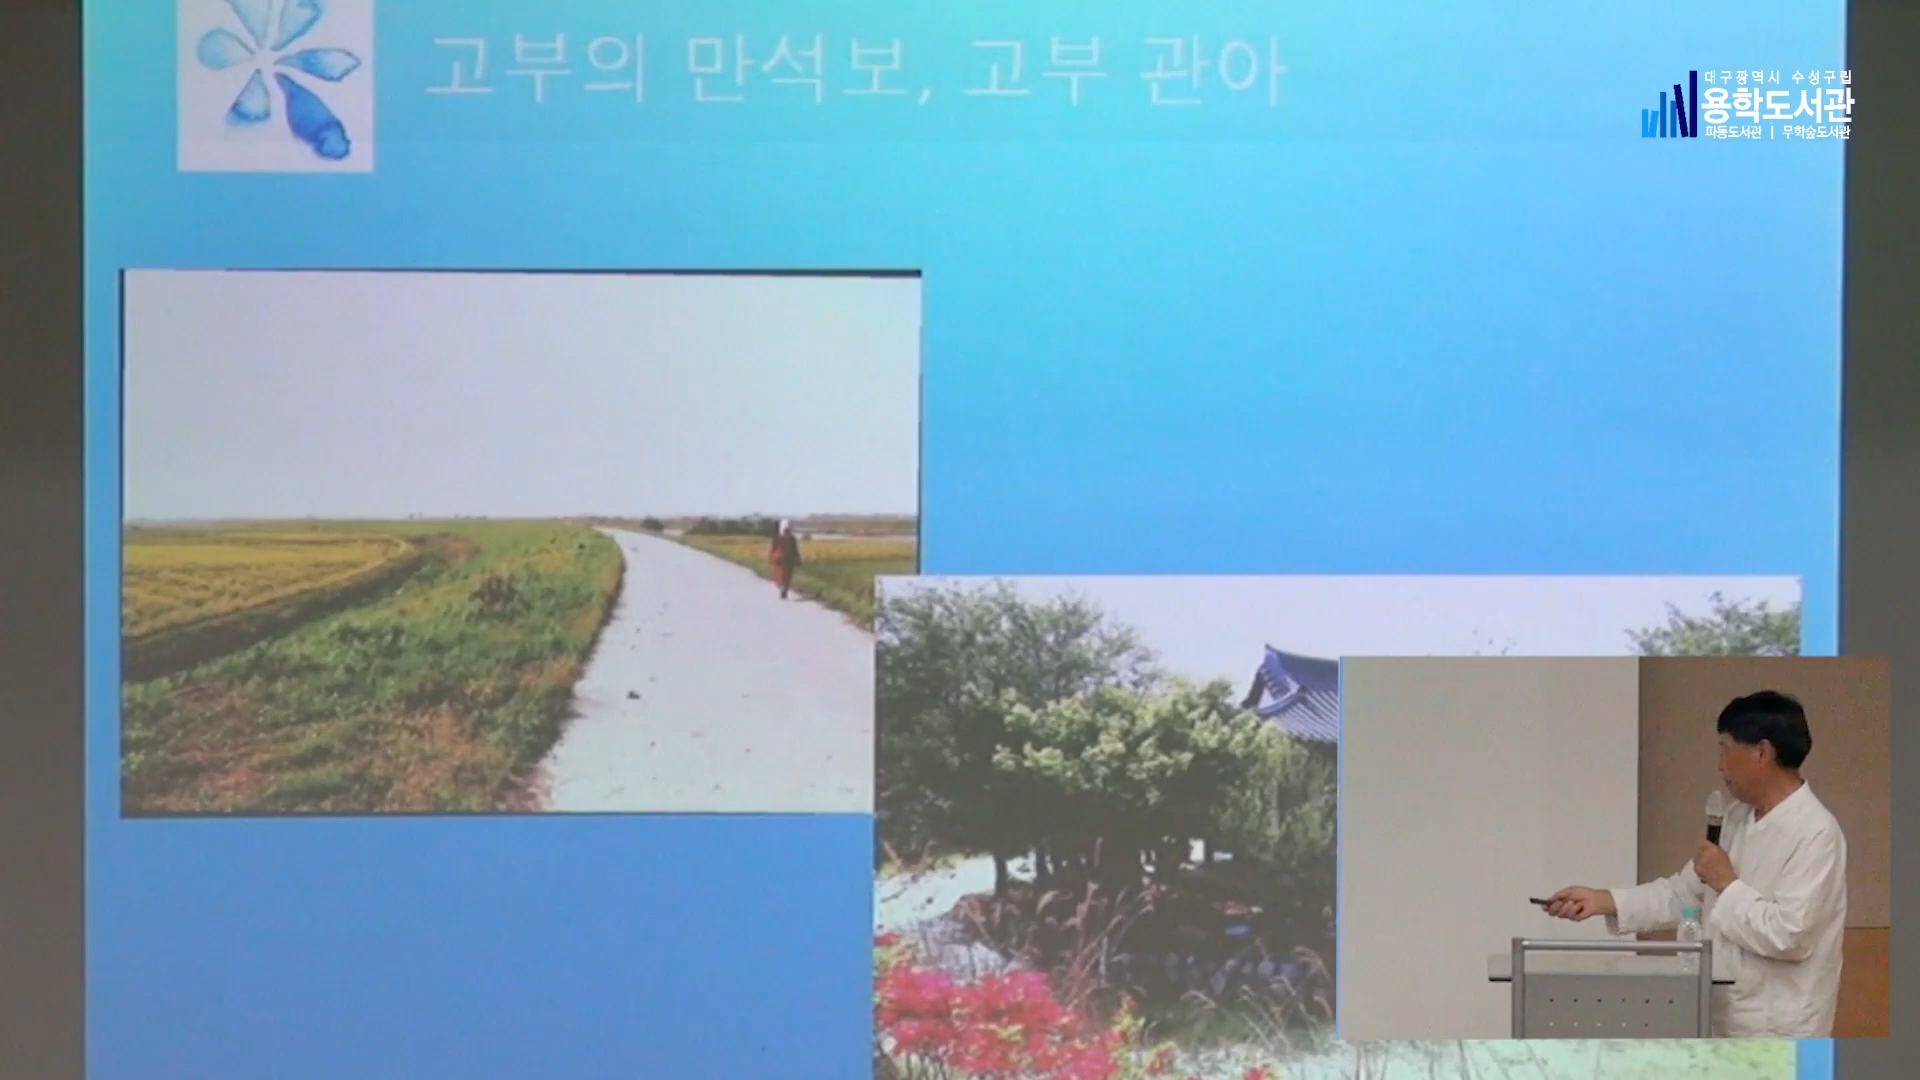 고부의 만석보, 고부 관아
대구광역시 수성구립
용학도서관
파동도서관 | 무학숲도서관